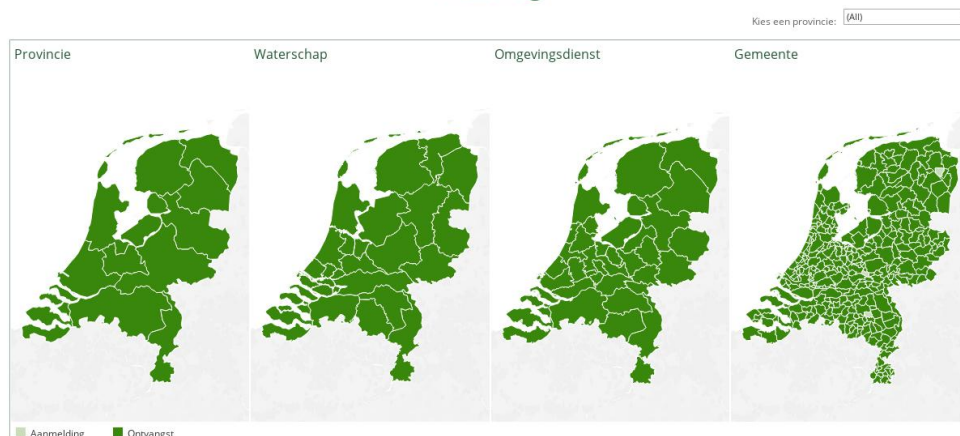 Kies een provincie: (All)
Provincie Waterschap Omgevingsdienst Gemeente
Aanmelding Ontvangst